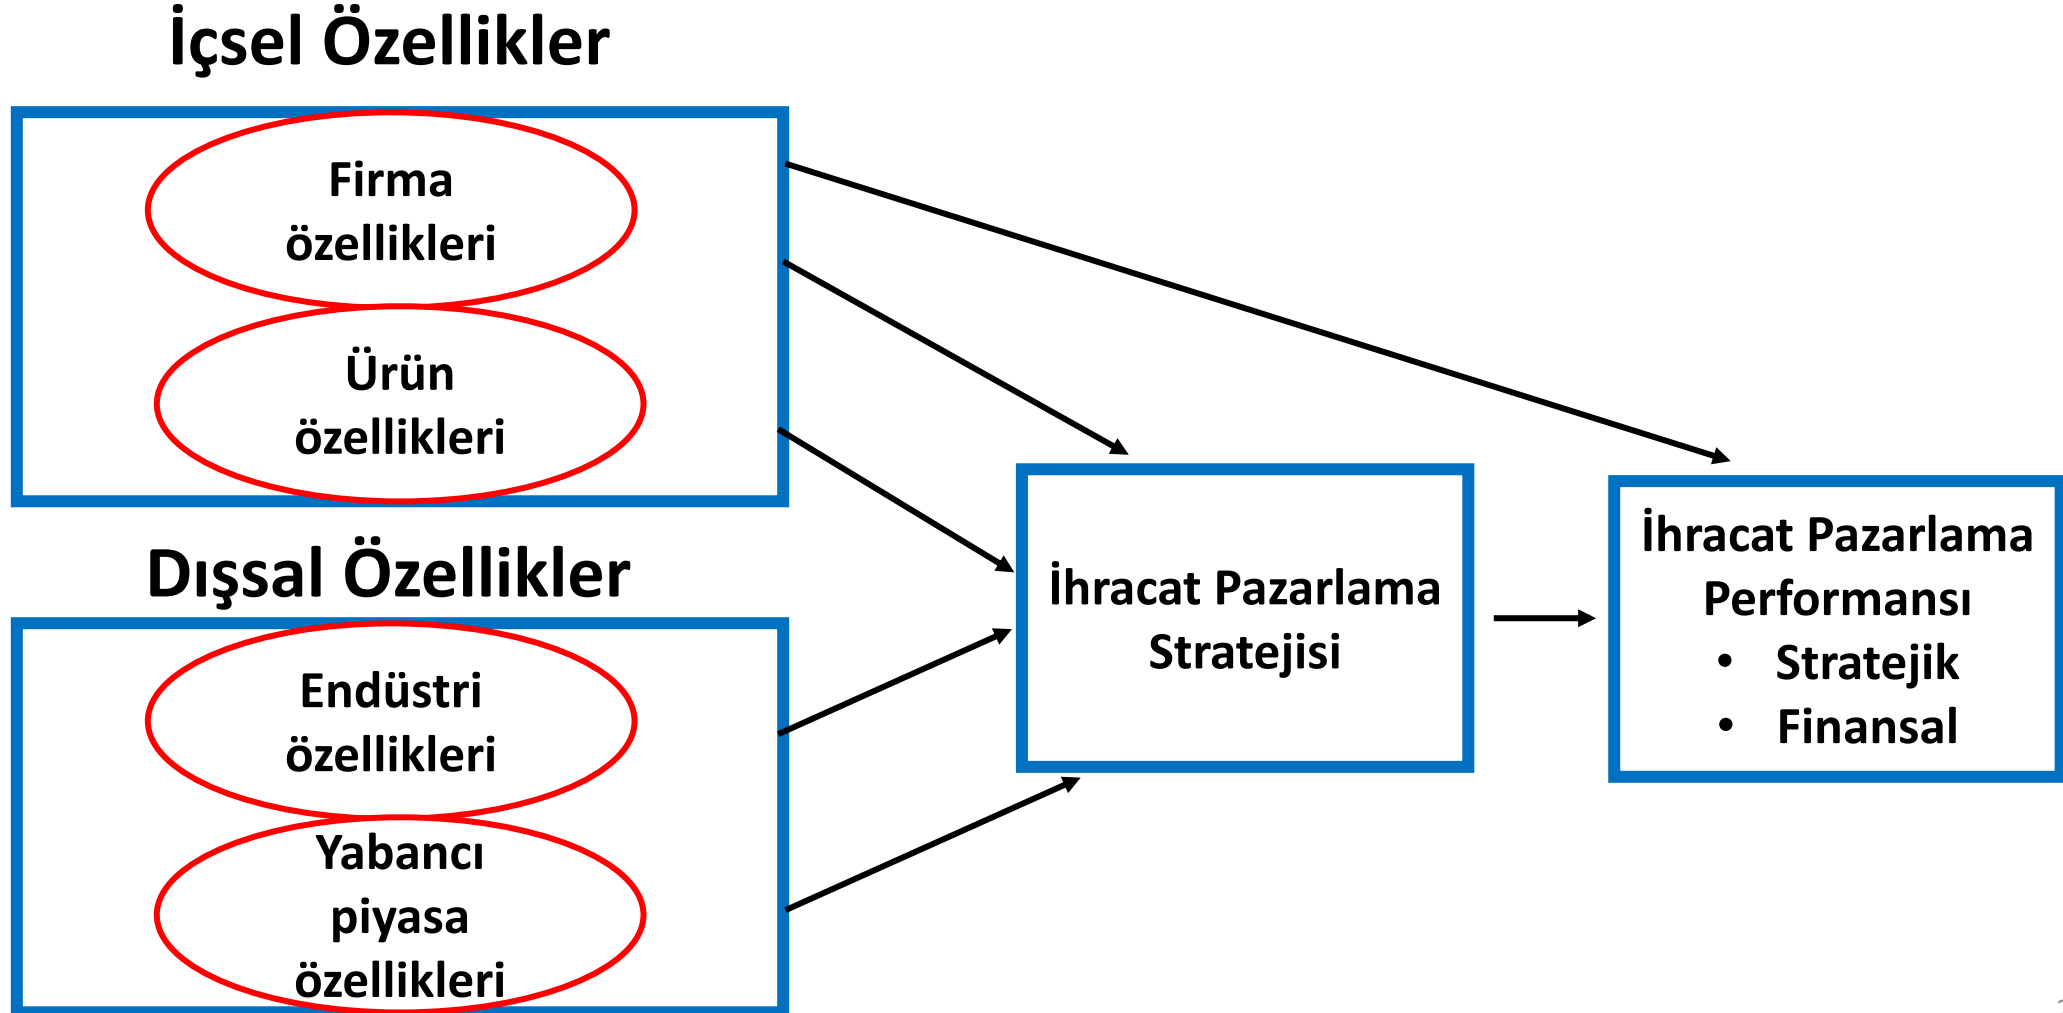 İçsel Özellikler
Firma
özellikleri
Ürün
özellikleri
Dışsal Özellikler
Endüstri
özellikleri
Yabancı
piyasa
özellikleri
İhracat Pazarlama
Stratejisi
İhracat Pazarlama
Performansı
• Stratejik
• Finansal